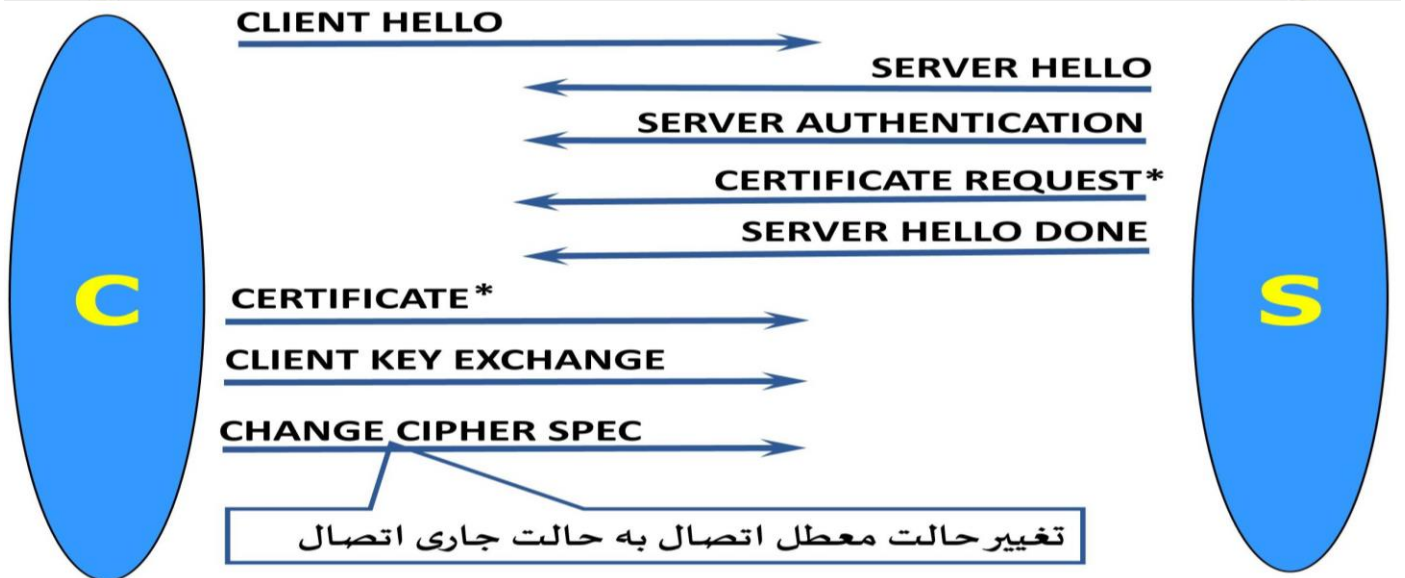 CLIENT HELLO
SERVER HELLO
SERVER AUTHENTICATION
CERTIFICATE REQUEST*
SERVER HELLO DONE
C
S
CERTIFICATE*
CLIENT KEY EXCHANGE
CHANGE CIPHER SPEC
تغییر حالت معطل اتصال به حالت جاری اتصال